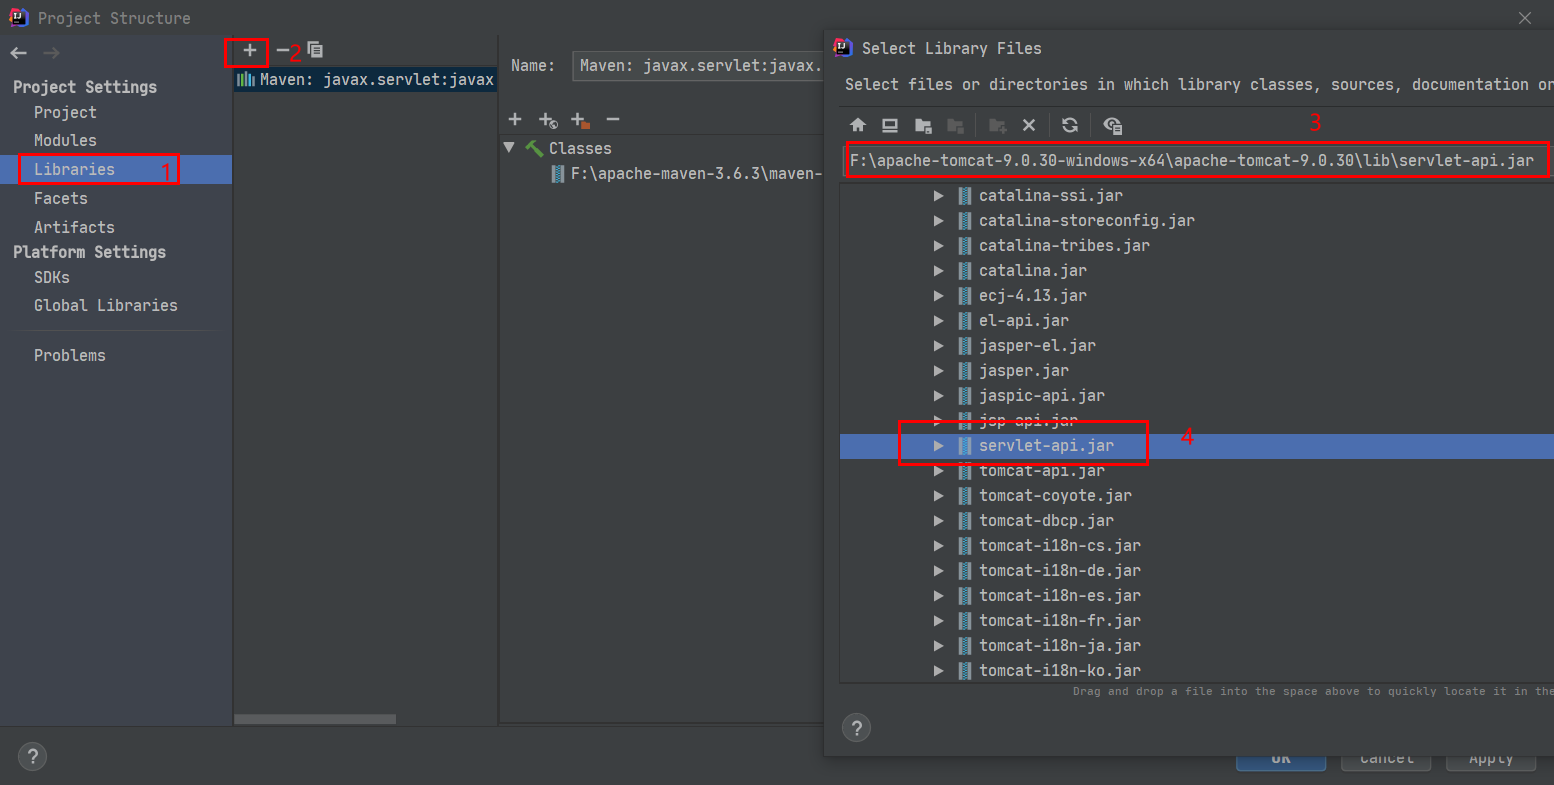 Project Structure
Project Settings
Project
Modules
Libraries 1
Facets
Artifacts
Platform Settings
SDKs
Global Libraries
Problems
?
2
Maven: javax.servlet:javax
Name: Maven: javax.servlet:javax.
Classes
F:\apache-maven-3.6.3\maven-
Select Library Files
Select files or directories in which library classes, sources, documentation or
3
F:\apache-tomcat-9.0.30-windows-x64\apache-tomcat-9.0.30\lib\servlet-api.jar
catalina-ssi.jar
catalina-storeconfig.jar
catalina-tribes.jar
catalina.jar
ecj-4.13.jar
el-api.jar
jasper-el.jar
jasper.jar
jaspic-api.jar
jsp-api.jar
servlet-api.jar 4
tomcat-api.jar
tomcat-coyote.jar
tomcat-dbcp.jar
tomcat-i18n-cs.jar
tomcat-i18n-de.jar
tomcat-i18n-es.jar
tomcat-i18n-fr.jar
tomcat-i18n-ja.jar
tomcat-i18n-ko.jar
Drag and drop a file into the space above to quickly locate it in the
?
OK Cancel Apply